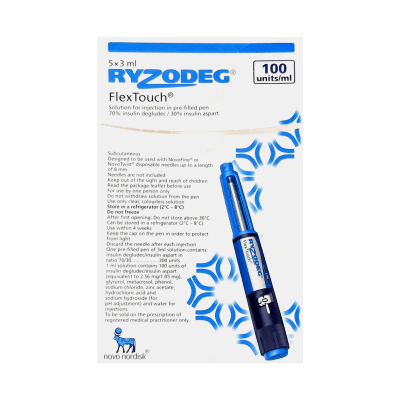 5 x 3 ml
RYZODEG®
FlexTouch®
100
units/ml
Solution for injection in pre-filled pen
70% insulin degludec / 30% insulin aspart
Subcutaneous
Designed to be used with NovoFine® or
NovoTwist® disposable needles up to a length
of 8 mm
Needles are not included
Keep out of the sight and reach of children
Read the package leaflet before use
For use by one person only
Do not withdraw solution from the pen
Use only clear, colourless solution
Store in a refrigerator (2°C - 8°C)
Do not freeze
After first opening: Do not store above 30°C
Can be stored in a refrigerator (2°C - 8°C)
Use within 4 weeks
Keep the cap on the pen in order to protect
from light
Discard the needle after each injection
One pre-filled pen of 3ml solution contains:
insulin degludec/insulin aspart in
ratio 70/30 ............ 300 units
1 ml solution contains 100 units of
insulin degludec/insulin aspart
(equivalent to 2.56 mg/1.05 mg),
glycerol, metacresol, phenol,
sodium chloride, zinc acetate,
hydrochloric acid and
sodium hydroxide (for
pH adjustment) and water for
injections
To be sold on the prescription of
registered medical practitioner only.
RYZODEG
novo nordisk®